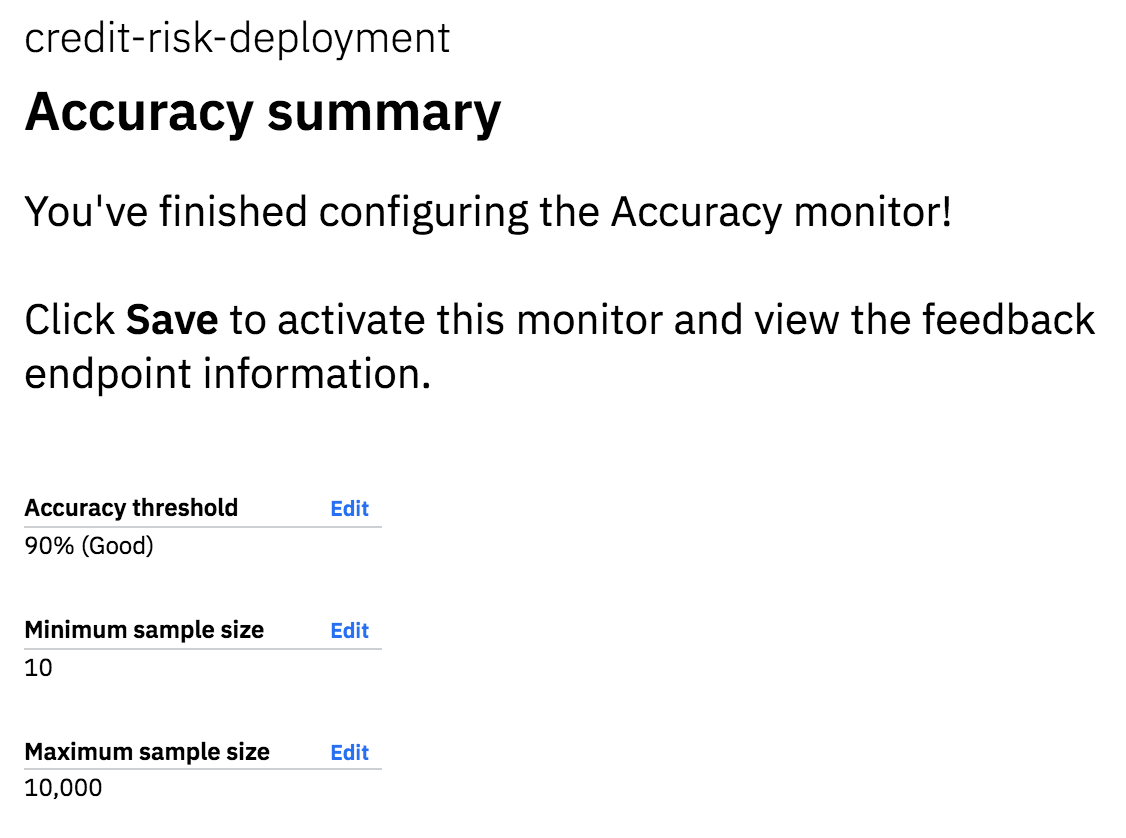 credit-risk-deployment
Accuracy summary
You've finished configuring the Accuracy monitor!
Click Save to activate this monitor and view the feedback
endpoint information.
Accuracy threshold Edit
90% (Good)
Minimum sample size Edit
10
Maximum sample size Edit
10,000